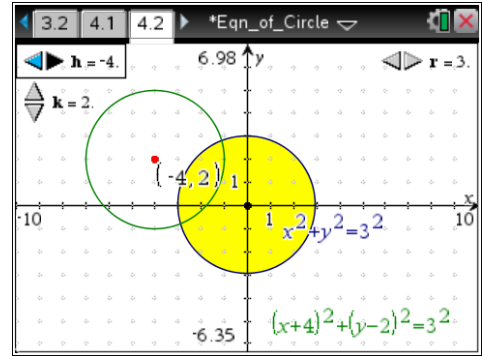 3.2 4.1 4.2 *Eqn_of_Circle
h = -4. 6.98 y r = 3.
k = 2.
(-4, 2) 1
-10 1 x 10
x²+y²=3²
-6.35 (x+4)²+(y−2)²=3²